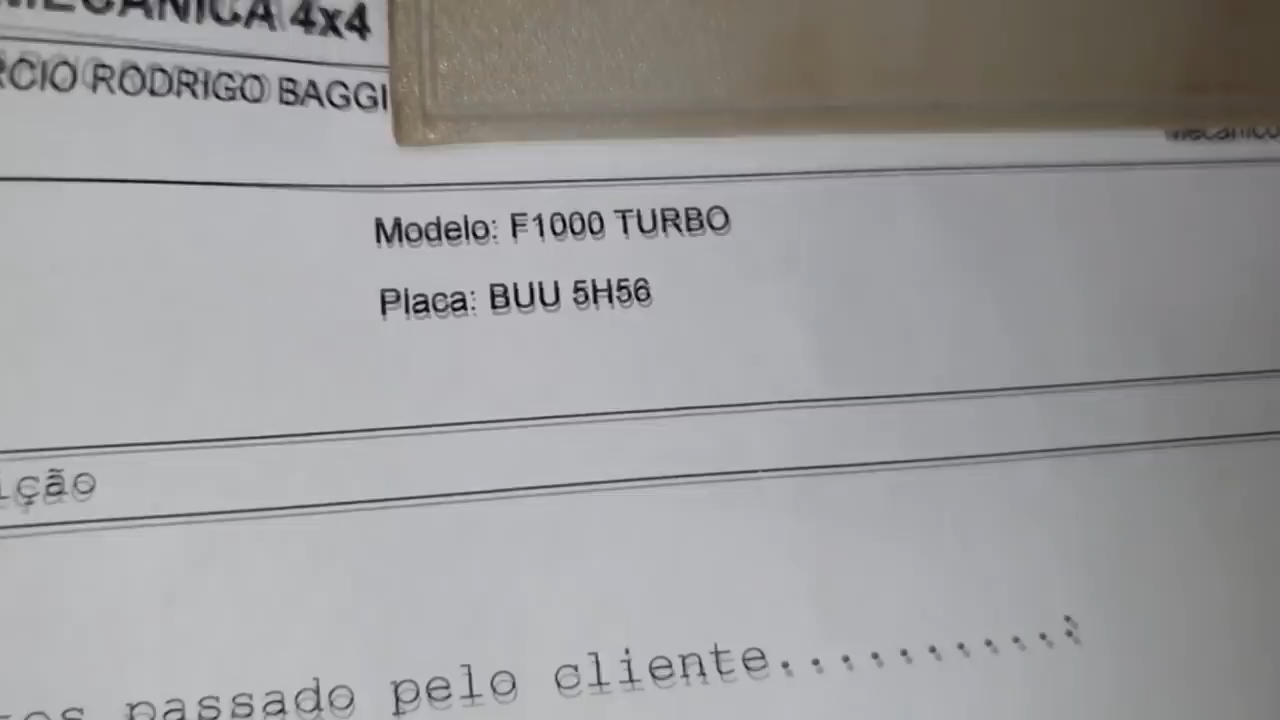 MECÂNICA 4x4
RCIO RODRIGO BAGGI
Modelo: F1000 TURBO
Placa: BUU 5H56
ição
passado pelo cliente...........: